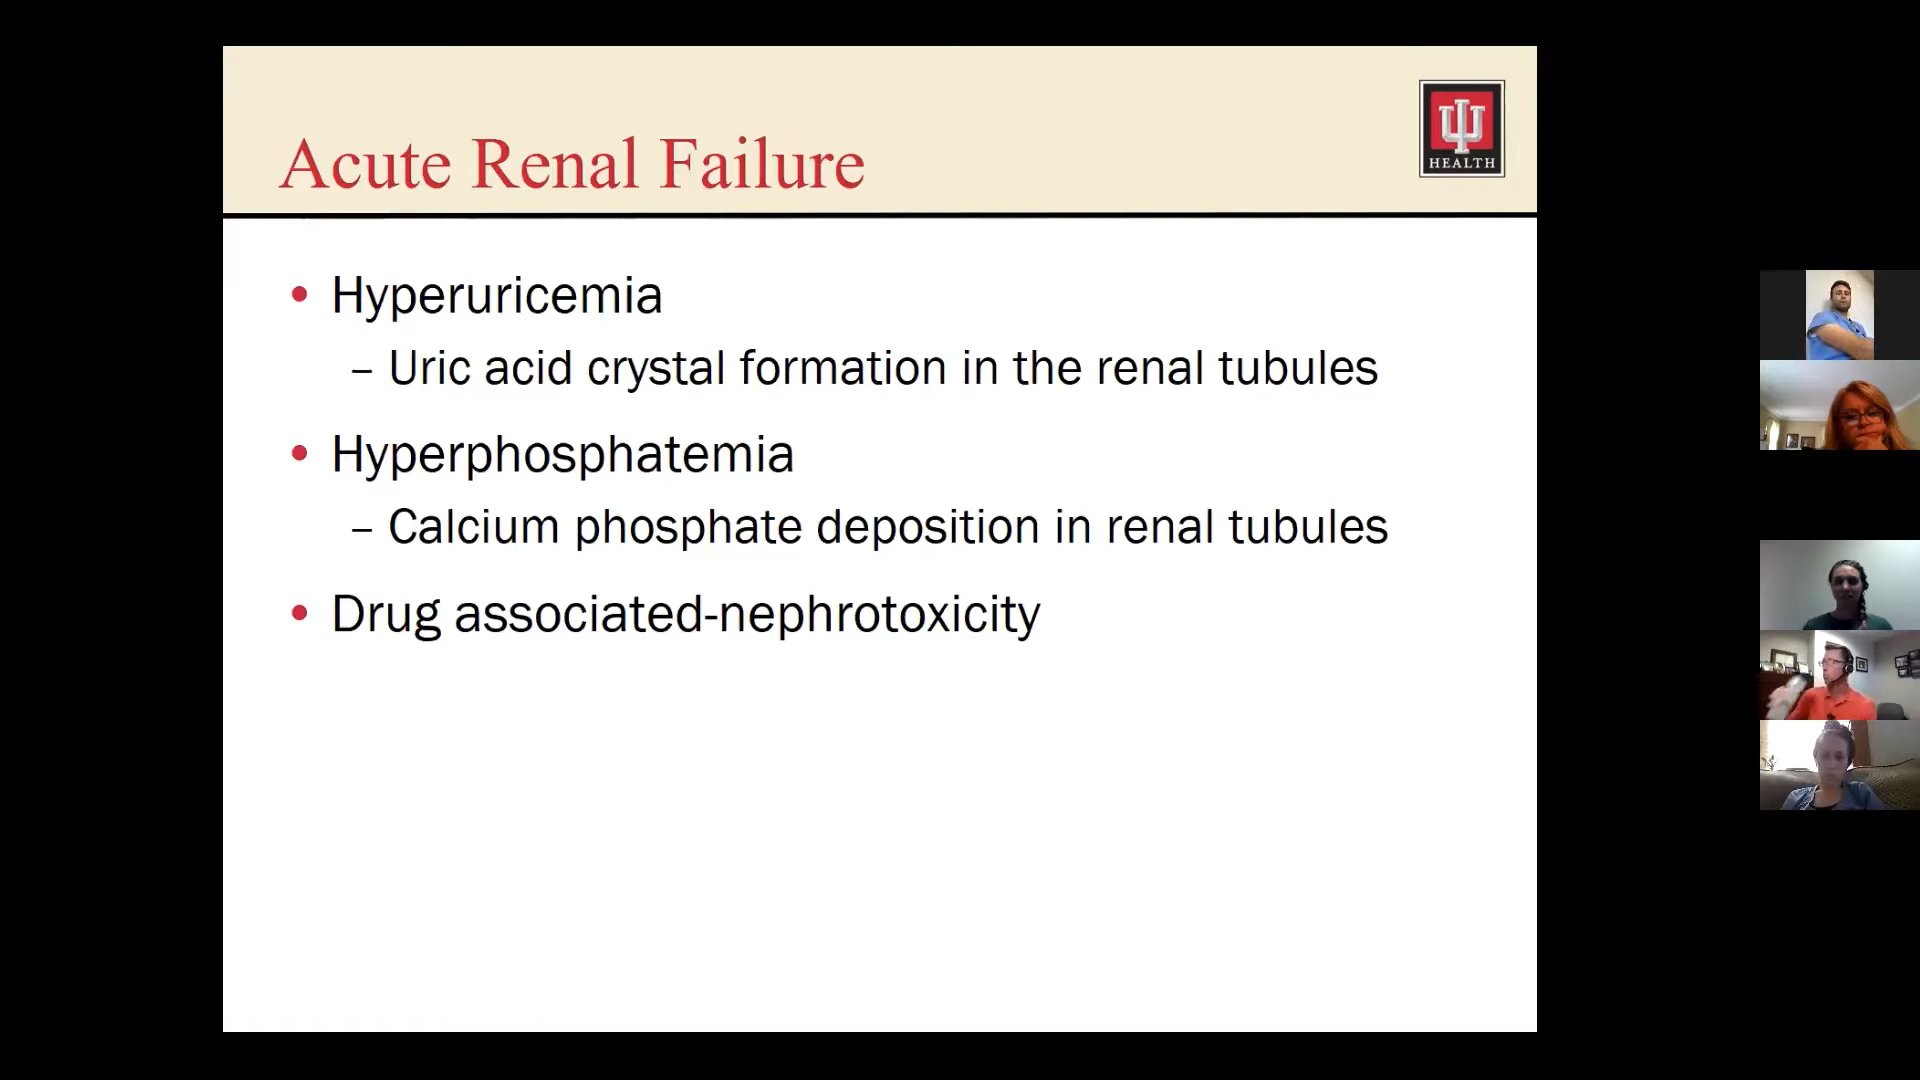 Acute Renal Failure
HEALTH
• Hyperuricemia
– Uric acid crystal formation in the renal tubules
• Hyperphosphatemia
– Calcium phosphate deposition in renal tubules
• Drug associated-nephrotoxicity